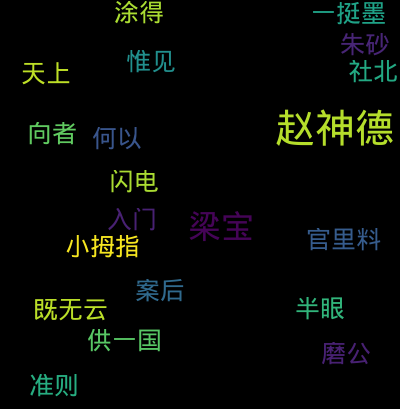 涂得
一挺墨
朱砂
惟见
社北
天上
赵神德
向者
何以
闪电
入门
梁宝
官里料
小拇指
案后
既无云
半眼
供一国
磨公
准则